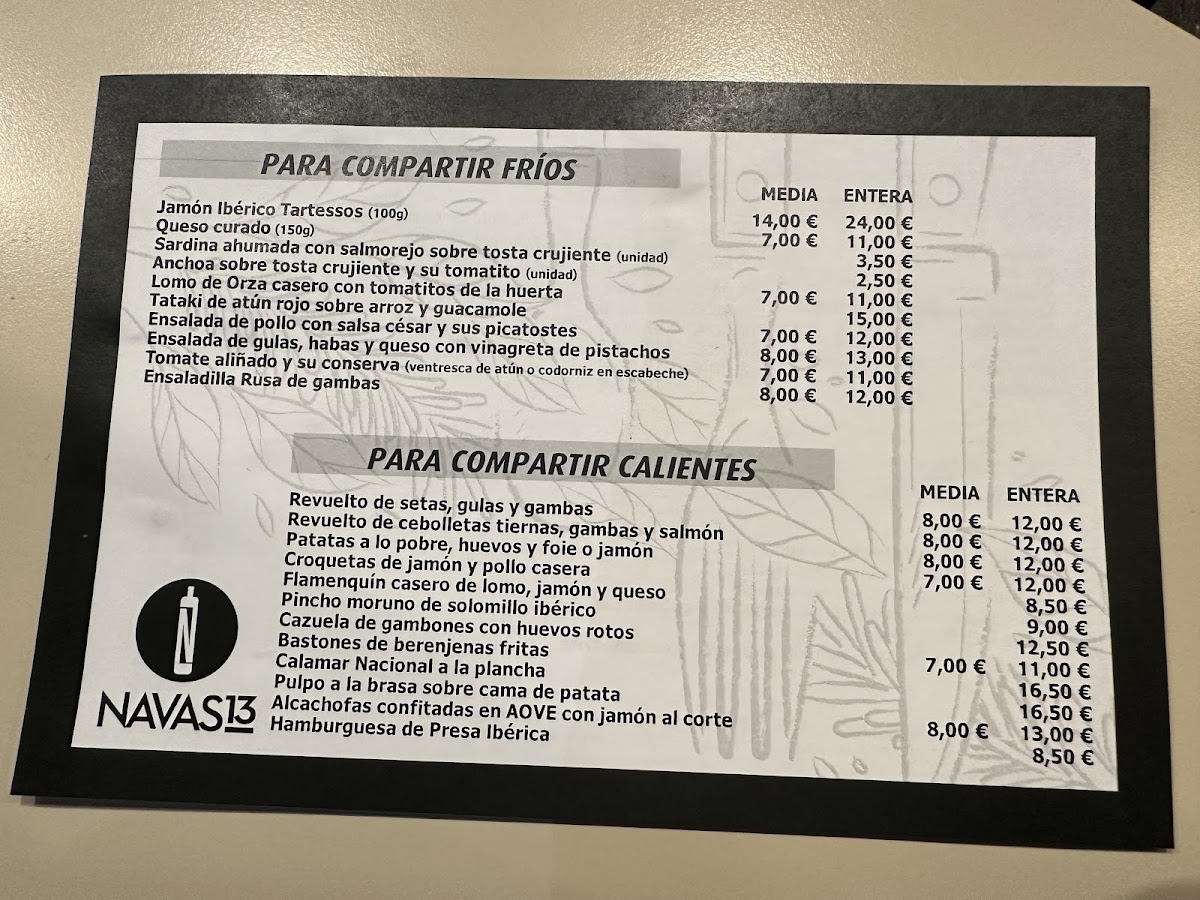 PARA COMPARTIR FRÍOS
MEDIA ENTERA
Jamón Ibérico Tartessos (100g) 14,00 € 24,00 €
Queso curado (150g) 7,00 € 11,00 €
Sardina ahumada con salmorejo sobre tosta crujiente (unidad) 3,50 €
Anchoa sobre tosta crujiente y su tomatito (unidad) 2,50 €
Lomo de Orza casero con tomatitos de la huerta 7,00 € 11,00 €
Tataki de atún rojo sobre arroz y guacamole 15,00 €
Ensalada de pollo con salsa césar y sus picatostes 7,00 € 12,00 €
Ensalada de gulas, habas y queso con vinagreta de pistachos 8,00 € 13,00 €
Tomate aliñado y su conserva (ventresca de atún o codorniz en escabeche) 7,00 € 11,00 €
Ensaladilla Rusa de gambas 8,00 € 12,00 €
PARA COMPARTIR CALIENTES
MEDIA ENTERA
Revuelto de setas, gulas y gambas 8,00 € 12,00 €
Revuelto de cebolletas tiernas, gambas y salmón 8,00 € 12,00 €
Patatas a lo pobre, huevos y foie o jamón 8,00 € 12,00 €
Croquetas de jamón y pollo casera 7,00 € 12,00 €
Flamenquín casero de lomo, jamón y queso 8,50 €
Pincho moruno de solomillo ibérico 9,00 €
Cazuela de gambones con huevos rotos 12,50 €
Bastones de berenjenas fritas 7,00 € 11,00 €
Calamar Nacional a la plancha 16,50 €
Pulpo a la brasa sobre cama de patata 16,50 €
Alcachofas confitadas en AOVE con jamón al corte 8,00 € 13,00 €
Hamburguesa de Presa Ibérica 8,50 €
N
NAVAS13